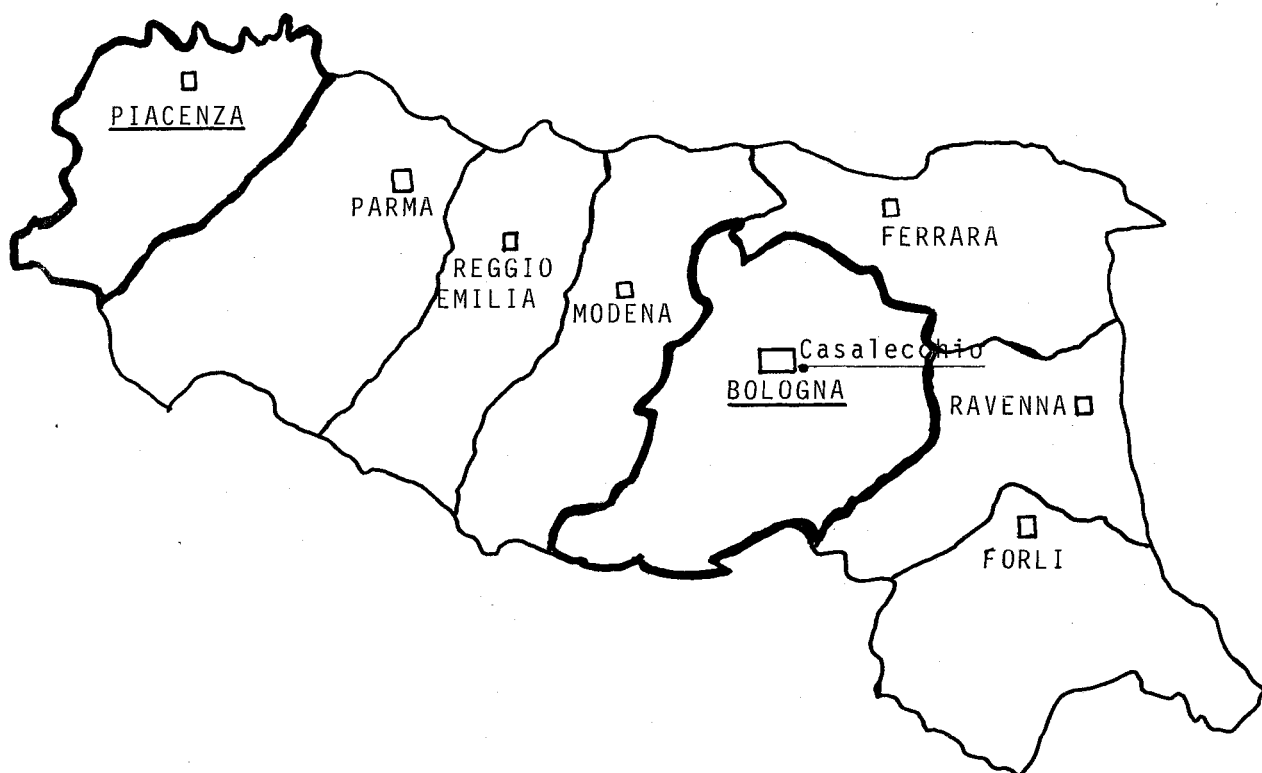 PIACENZA
PARMA
FERRARA
REGGIO
EMILIA
MODENA
Casalecchio
BOLOGNA
RAVENNA
FORLI